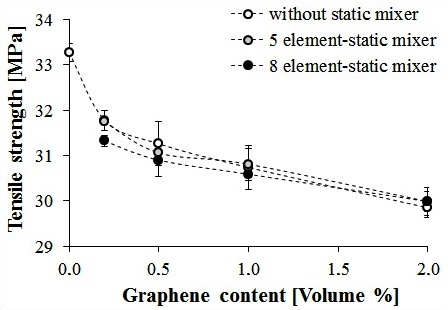 without static mixer
5 element-static mixer
8 element-static mixer
Tensile strength [MPa]
34
33
32
31
30
29
0.0 0.5 1.0 1.5 2.0
Graphene content [Volume %]